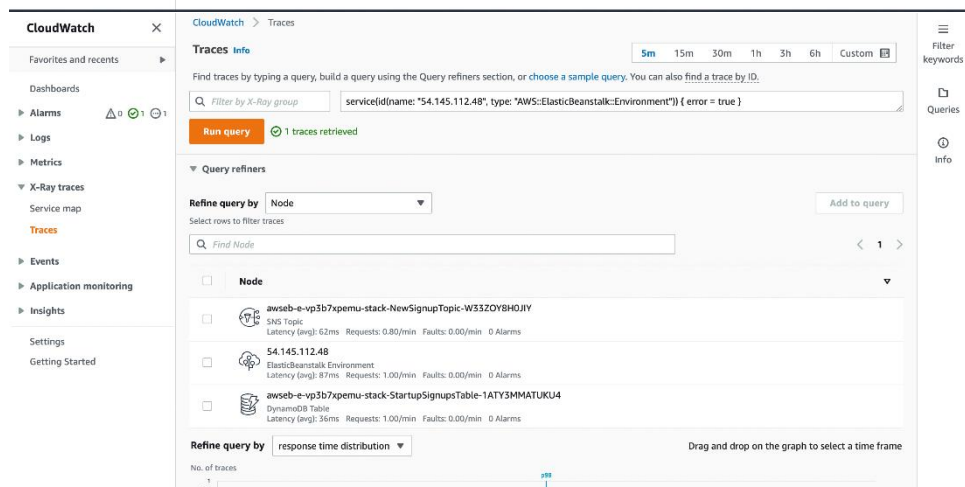 CloudWatch
Favorites and recents
Dashboards
Alarms 0 1 1
Logs
Metrics
X-Ray traces
Service map
Traces
Events
Application monitoring
Insights
Settings
Getting Started
CloudWatch > Traces
Traces Info
5m 15m 30m 1h 3h 6h Custom
Find traces by typing a query, build a query using the Query refiners section, or choose a sample query. You can also find a trace by ID.
Filter by X-Ray group
service(id(name: "54.145.112.48", type: "AWS::ElasticBeanstalk::Environment")) { error = true }
Run query 1 traces retrieved
Query refiners
Refine query by Node
Add to query
Select rows to filter traces
Find Node
1
Node
awseb-e-vp3b7xpemu-stack-NewSignupTopic-W33ZOY8H0JIY
SNS Topic
Latency (avg): 62ms Requests: 0.80/min Faults: 0.00/min 0 Alarms
54.145.112.48
ElasticBeanstalk Environment
Latency (avg): 87ms Requests: 1.00/min Faults: 0.00/min 0 Alarms
awseb-e-vp3b7xpemu-stack-StartupSignupsTable-1ATY3MMATUKU4
DynamoDB Table
Latency (avg): 36ms Requests: 1.00/min Faults: 0.00/min 0 Alarms
Refine query by response time distribution
Drag and drop on the graph to select a time frame
No. of traces
p99
1
Filter keywords
Queries
Info